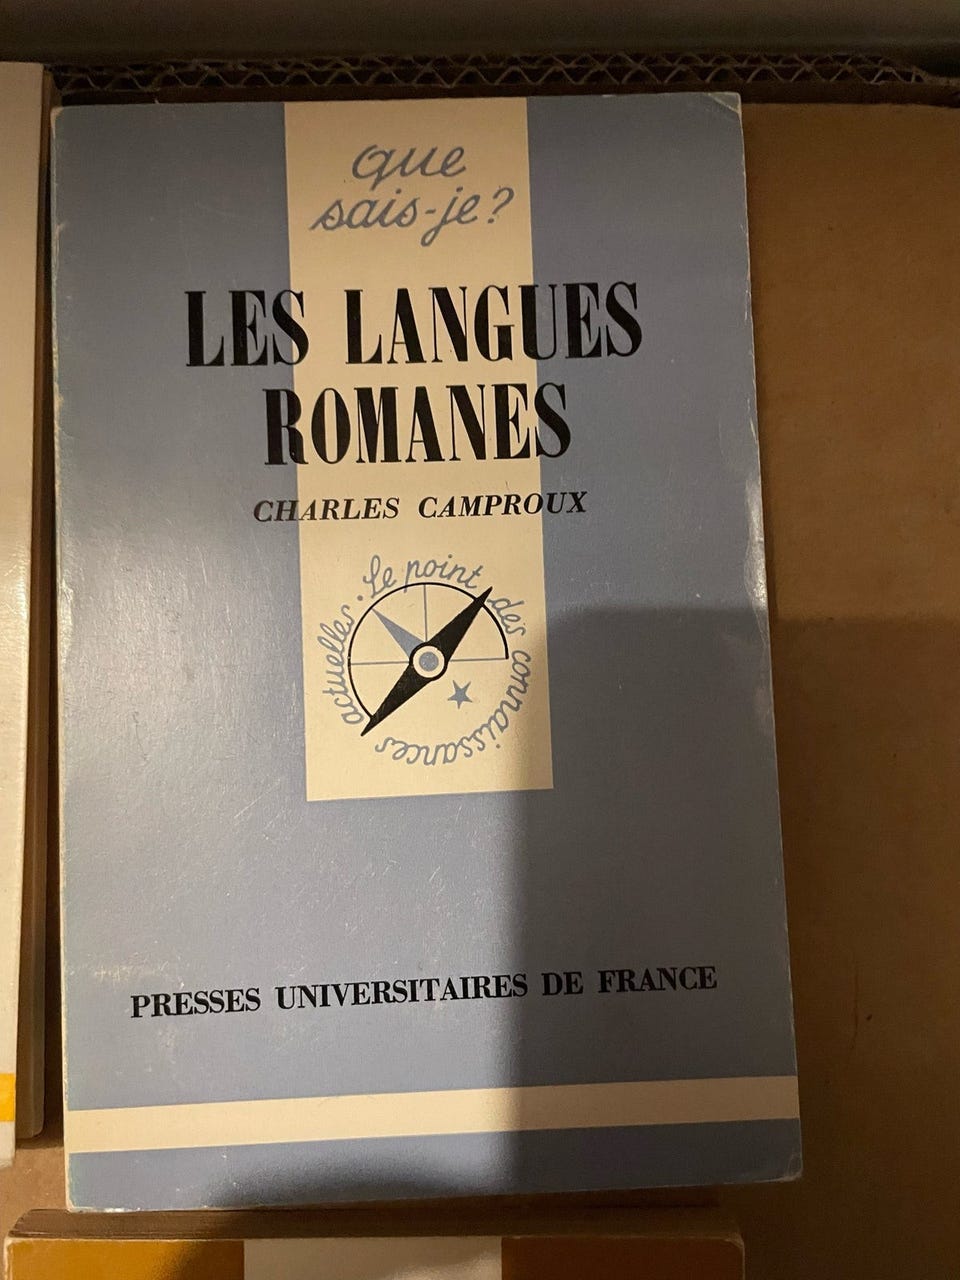 que
sais-je?
LES LANGUES
ROMANES
CHARLES CAMPROUX
Le point des connaissances actuelles •
PRESSES UNIVERSITAIRES DE FRANCE